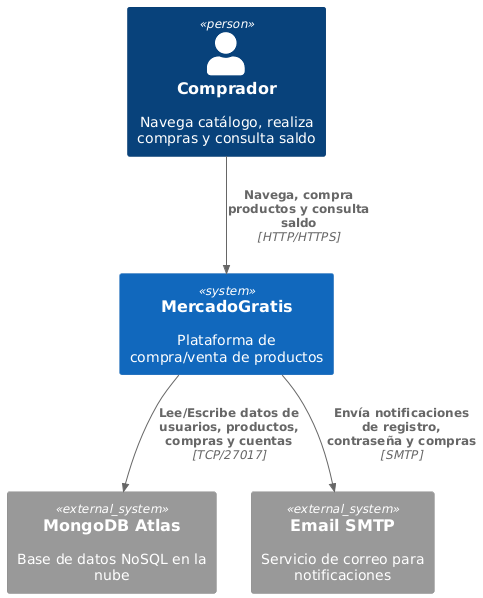 «person»
Comprador
Navega catálogo, realiza
compras y consulta saldo
Navega, compra
productos y consulta
saldo
[HTTP/HTTPS]
«system»
MercadoGratis
Plataforma de
compra/venta de productos
Lee/Escribe datos de
usuarios, productos,
compras y cuentas
[TCP/27017]
Envía notificaciones
de registro,
contraseña y compras
[SMTP]
«external_system»
MongoDB Atlas
Base de datos NoSQL en la
nube
«external_system»
Email SMTP
Servicio de correo para
notificaciones